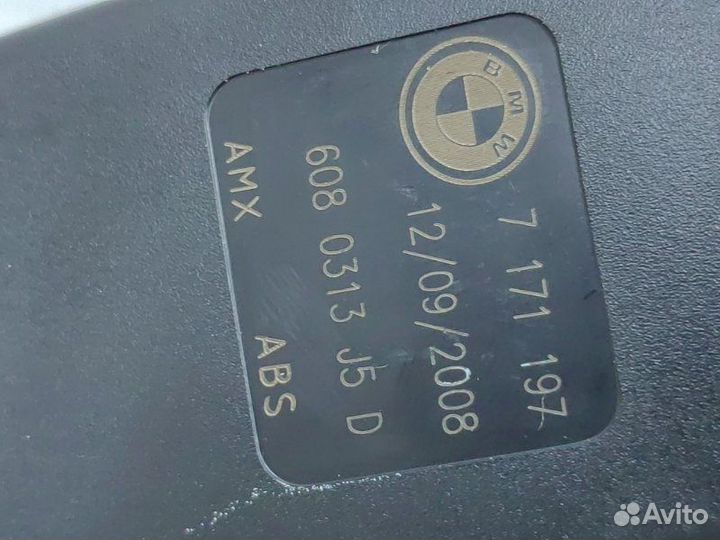 BMW
7 171 197
12/09/2008
608 0313 J5 D
AMX ABS
Avito